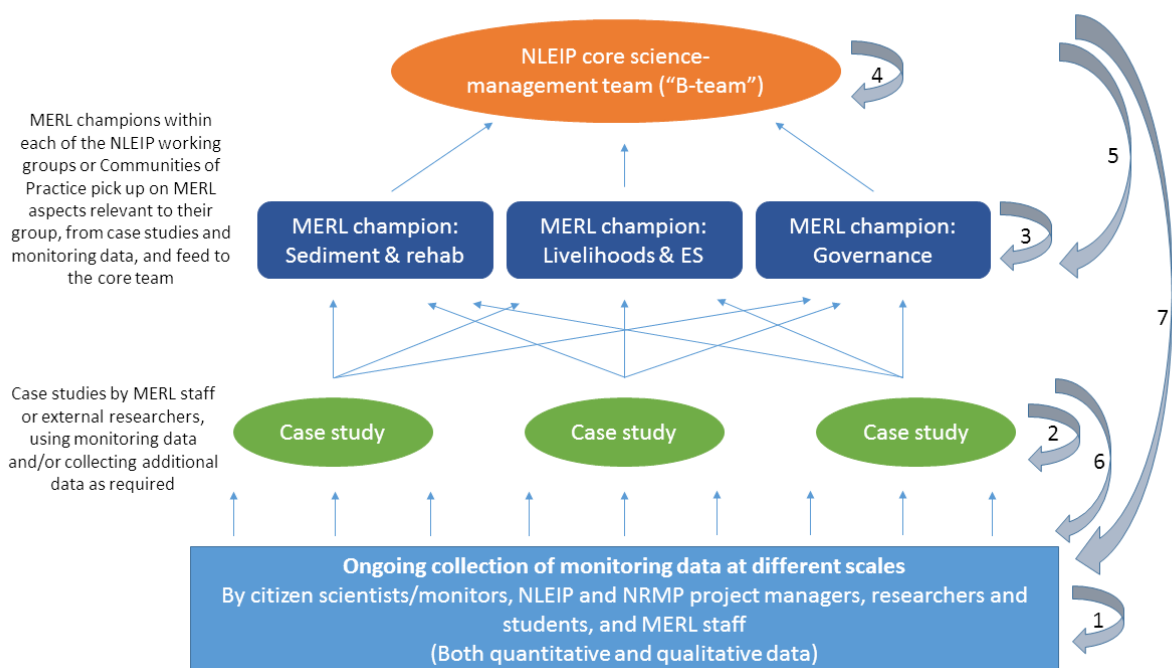 NLEIP core science-
management team (“B-team”)
4
MERL champions within
each of the NLEIP working
groups or Communities of
Practice pick up on MERL
aspects relevant to their
group, from case studies and
monitoring data, and feed to
the core team
5
MERL champion:
Sediment & rehab
MERL champion:
Livelihoods & ES
MERL champion:
Governance
3
7
Case studies by MERL staff
or external researchers,
using monitoring data
and/or collecting additional
data as required
Case study
Case study
Case study
2
6
Ongoing collection of monitoring data at different scales
By citizen scientists/monitors, NLEIP and NRMP project managers, researchers and
students, and MERL staff
(Both quantitative and qualitative data)
1